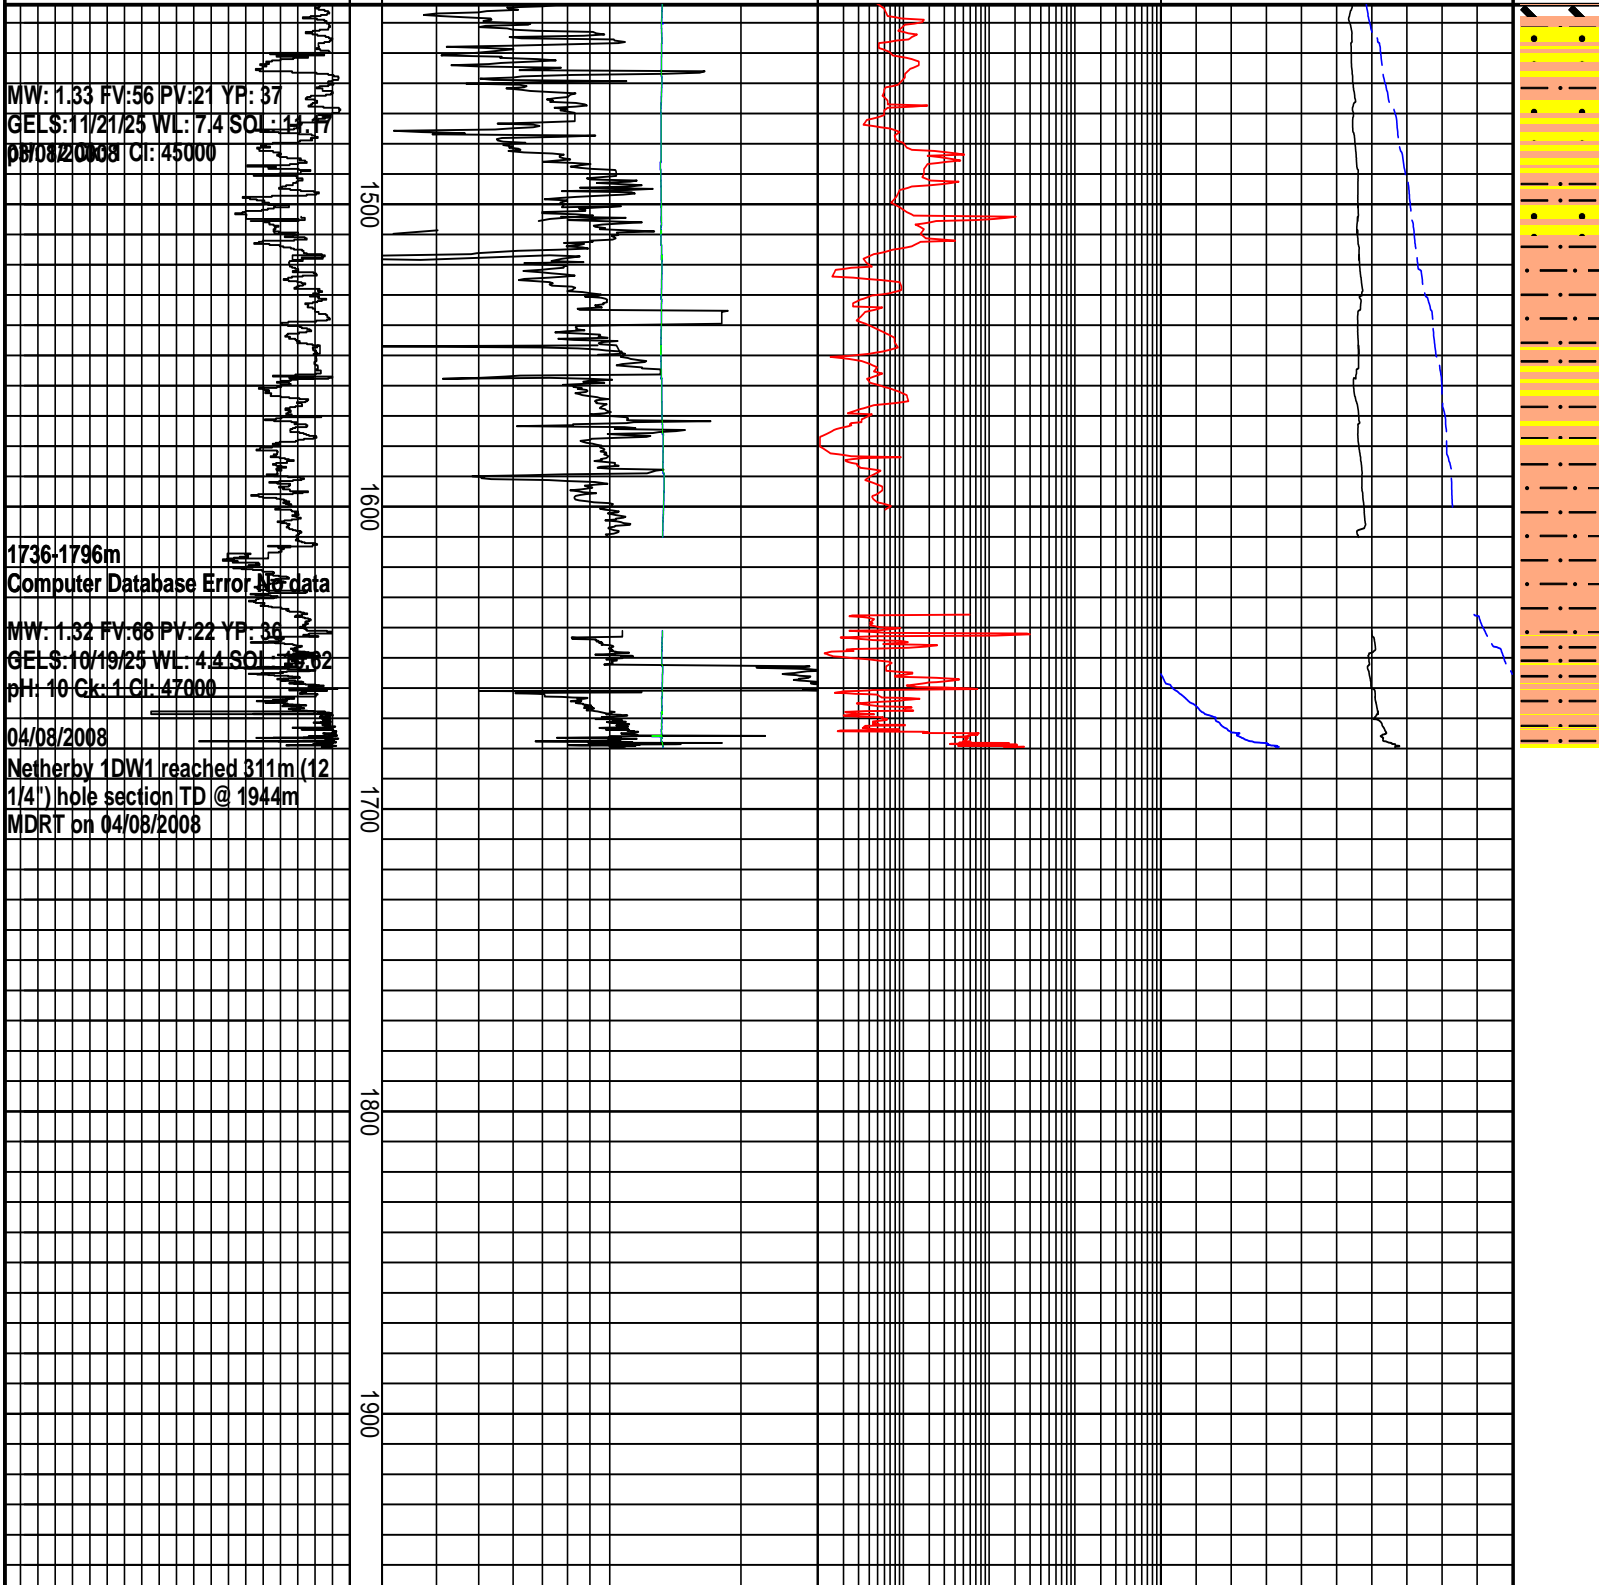 MW: 1.33 FV:56 PV:21 YP: 37
GELS:11/21/25 WL: 7.4 SOL: 11.17
Cl: 45000
1500
1600
1736-1796m
Computer Database Error No data
MW: 1.32 FV:68 PV:22 YP: 36
GELS:10/19/25 WL: 4.4 SOL:
pH: 10 Ck: 1 Cl: 47000
04/08/2008
Netherby 1DW1 reached 311m (12
1/4") hole section TD @ 1944m
MDRT on 04/08/2008
1700
1800
1900